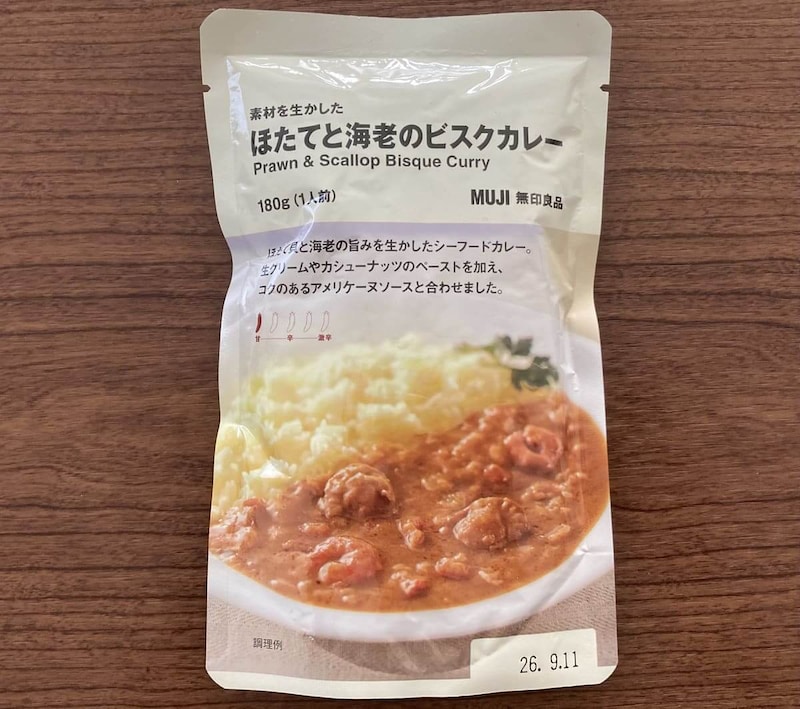 素材を生かした
ほたてと海老のビスクカレー
Prawn & Scallop Bisque Curry
180g（1人前）
MUJI 無印良品
ほたて貝と海老の旨みを生かしたシーフードカレー。
生クリームやカシューナッツのペーストを加え、
コクのあるアメリケーヌソースと合わせました。
甘 辛 激辛
調理例
26. 9.11